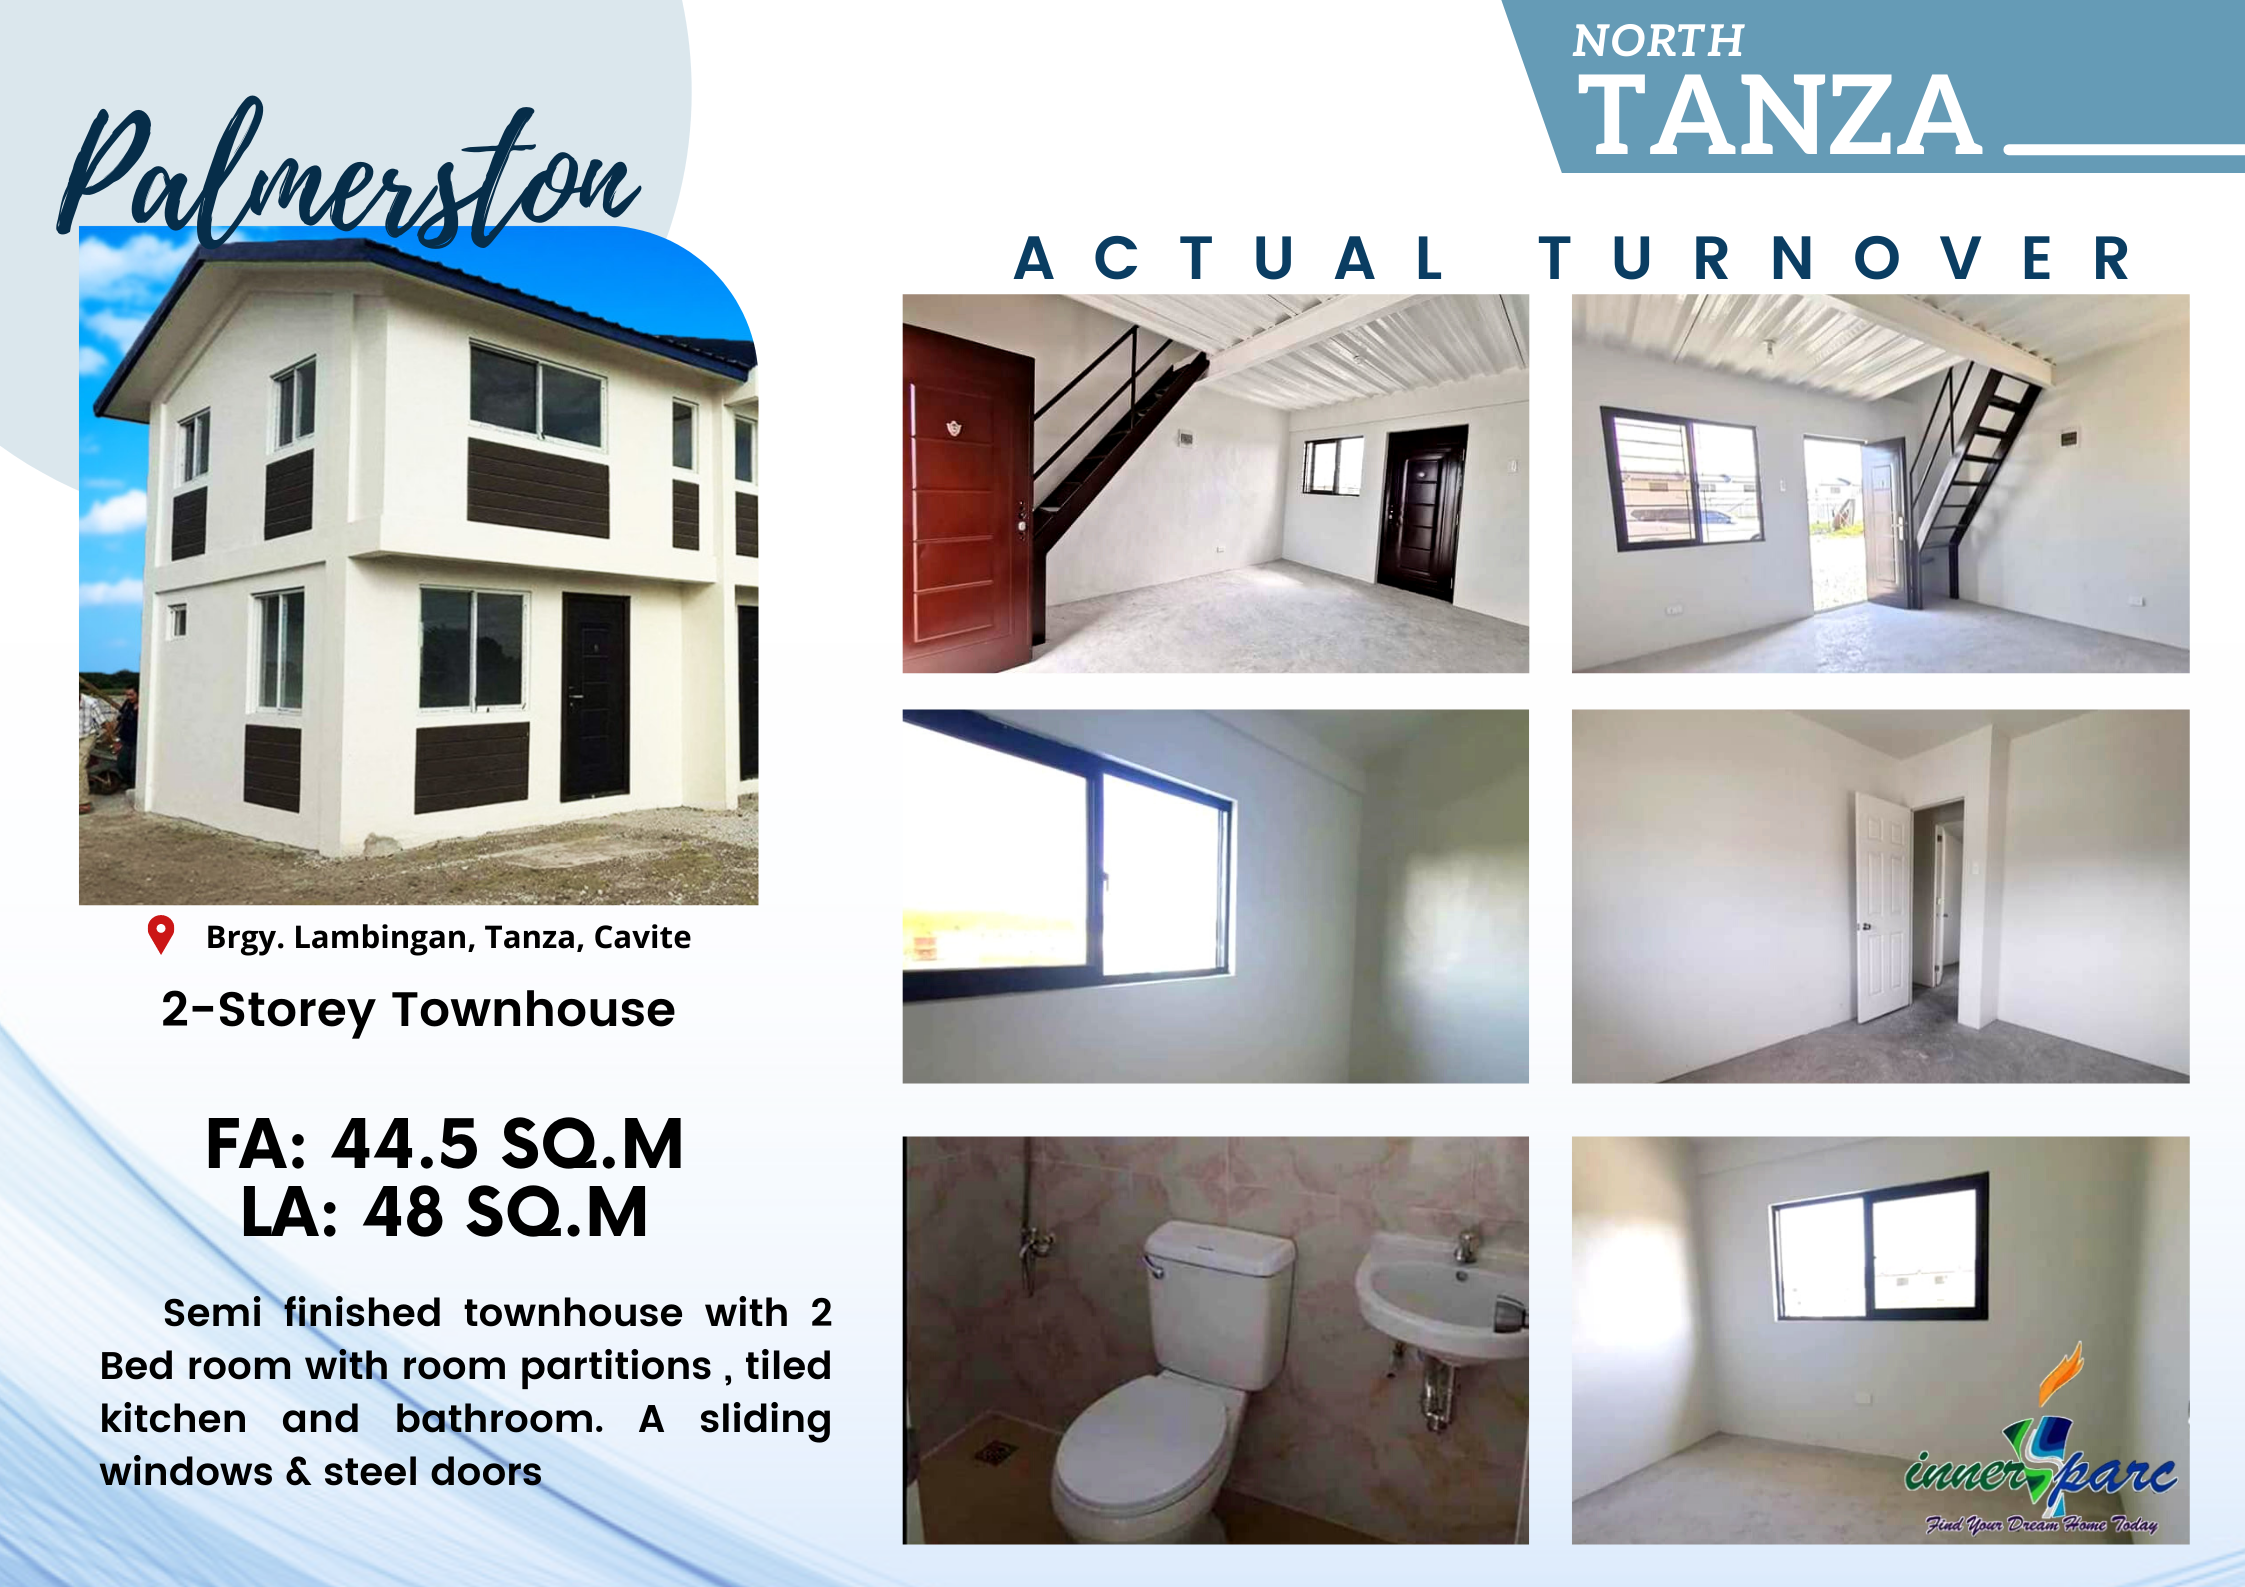 Palmerston
NORTH
TANZA
ACTUAL TURNOVER
Brgy. Lambingan, Tanza, Cavite
2-Storey Townhouse
FA: 44.5 SQ.M
LA: 48 SQ.M
Semi finished townhouse with 2
Bed room with room partitions , tiled
kitchen and bathroom. A sliding
windows & steel doors
innersparc
Find Your Dream Home Today